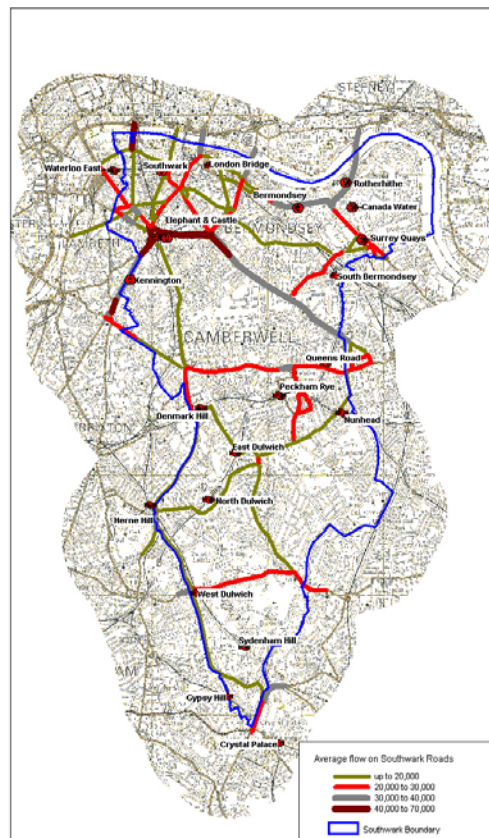 STEPNEY
Waterloo East
Southwark
London Bridge
Rotherhithe
Bermondsey
Canada Water
Elephant & Castle
LAMBETH
Surrey Quays
Kennington
South Bermondsey
CAMBERWELL
Queens Road
Peckham Rye
Denmark Hill
Nunhead
East Dulwich
North Dulwich
Herne Hill
West Dulwich
Sydenham Hill
Gypsy Hill
Crystal Palace
Average flow on Southwark Roads
up to 20,000
20,000 to 30,000
30,000 to 40,000
40,000 to 70,000
Southwark Boundary